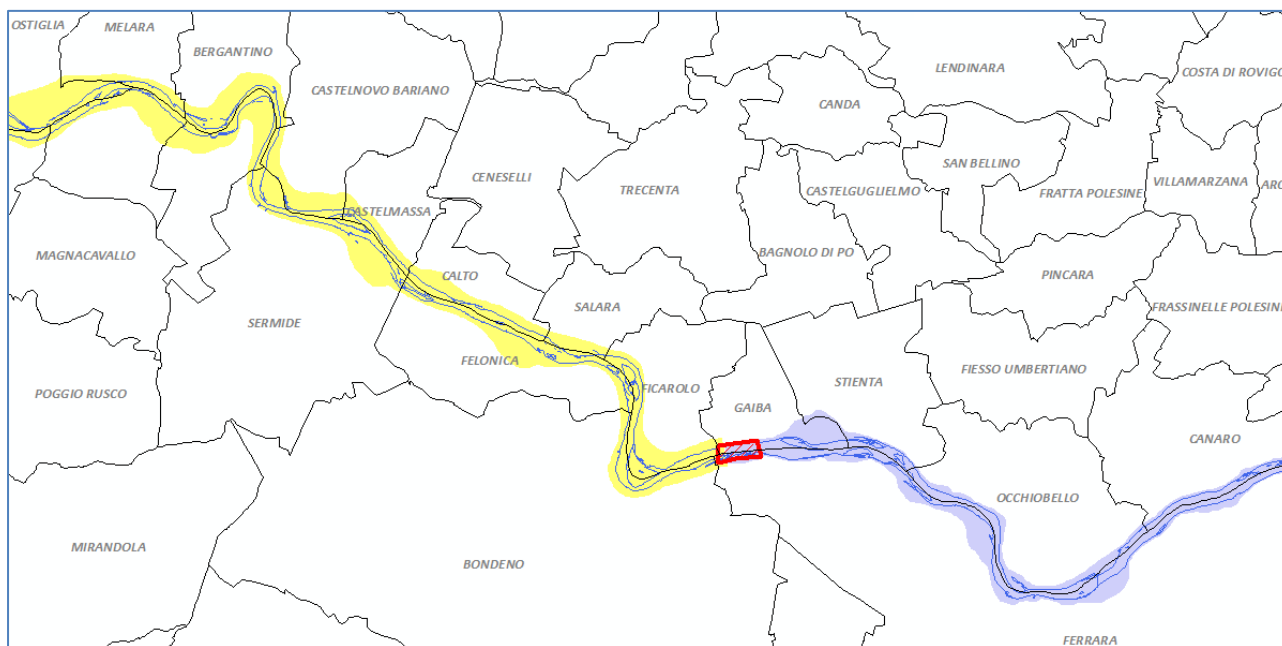 OSTIGLIA
MELARA
BERGANTINO
CASTELNOVO BARIANO
LENDINARA
COSTA DI ROVIGO
CANDA
SAN BELLINO
CENESELLI
TRECENTA
CASTELGUGLIELMO
FRATTA POLESINE
VILLAMARZANA
ARC
CASTELMASSA
MAGNACAVALLO
BAGNOLO DI PO
CALTO
PINCARA
SALARA
FRASSINELLE POLESINE
SERMIDE
FELONICA
FIESSO UMBERTIANO
STIENTA
FICAROLO
POGGIO RUSCO
GAIBA
CANARO
OCCHIOBELLO
MIRANDOLA
BONDENO
FERRARA